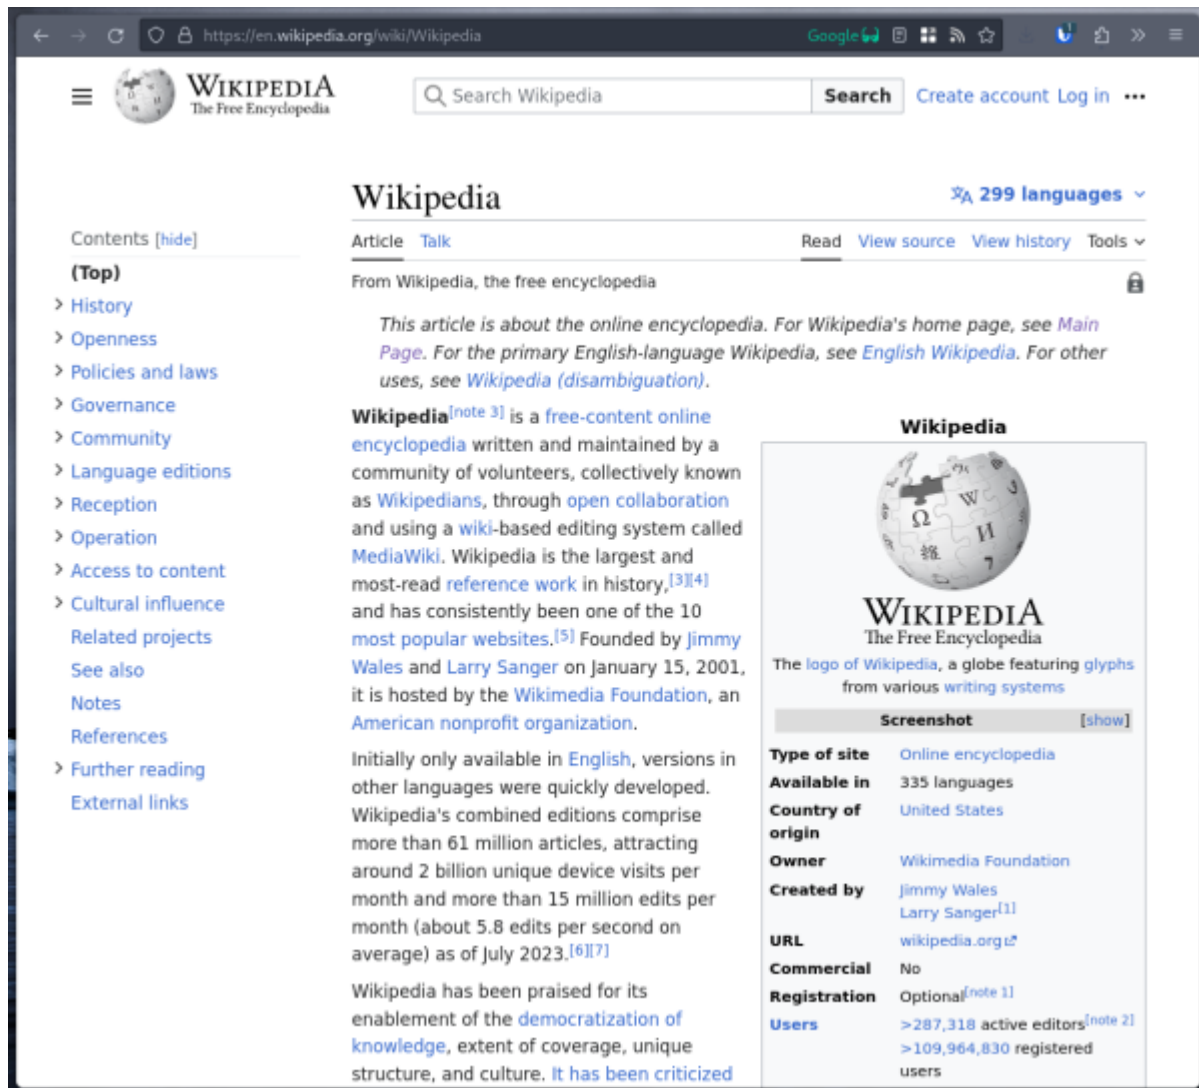 https://en.wikipedia.org/wiki/Wikipedia
Google
WIKIPEDIA
The Free Encyclopedia
Search Wikipedia
Search
Create account Log in
Wikipedia
299 languages
Article Talk
Read View source View history Tools
From Wikipedia, the free encyclopedia
Contents [hide]
(Top)
History
Openness
Policies and laws
Governance
Community
Language editions
Reception
Operation
Access to content
Cultural influence
Related projects
See also
Notes
References
Further reading
External links
This article is about the online encyclopedia. For Wikipedia's home page, see Main
Page. For the primary English-language Wikipedia, see English Wikipedia. For other
uses, see Wikipedia (disambiguation).
Wikipedia[note 3] is a free-content online
encyclopedia written and maintained by a
community of volunteers, collectively known
as Wikipedians, through open collaboration
and using a wiki-based editing system called
MediaWiki. Wikipedia is the largest and
most-read reference work in history,[3][4]
and has consistently been one of the 10
most popular websites.[5] Founded by Jimmy
Wales and Larry Sanger on January 15, 2001,
it is hosted by the Wikimedia Foundation, an
American nonprofit organization.
Initially only available in English, versions in
other languages were quickly developed.
Wikipedia's combined editions comprise
more than 61 million articles, attracting
around 2 billion unique device visits per
month and more than 15 million edits per
month (about 5.8 edits per second on
average) as of July 2023.[6][7]
Wikipedia has been praised for its
enablement of the democratization of
knowledge, extent of coverage, unique
structure, and culture. It has been criticized
Wikipedia
Ω W И 維 7
WIKIPEDIA
The Free Encyclopedia
The logo of Wikipedia, a globe featuring glyphs
from various writing systems
Screenshot [show]
Type of site Online encyclopedia
Available in 335 languages
Country of origin United States
Owner Wikimedia Foundation
Created by Jimmy Wales
Larry Sanger[1]
URL wikipedia.org
Commercial No
Registration Optional[note 1]
Users >287,318 active editors[note 2]
>109,964,830 registered
users